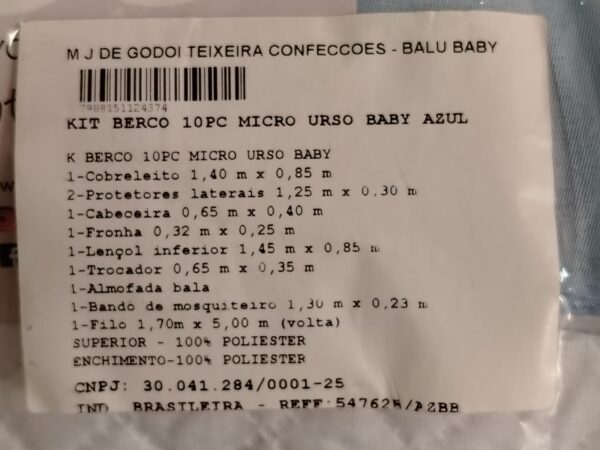 M J DE GODOI TEIXEIRA CONFECCOES - BALU BABY
7909151124374
KIT BERCO 10PC MICRO URSO BABY AZUL
K BERCO 10PC MICRO URSO BABY
1-Cobreleito 1,40 m x 0,85 m
2-Protetores laterais 1,25 m x 0,30 m
1-Cabeceira 0,65 m x 0,40 m
1-Fronha 0,32 m x 0,25 m
1-Lençol inferior 1,45 m x 0,85 m
1-Trocador 0,65 m x 0,35 m
1-Almofada bala
1-Bando de mosquiteiro 1,30 m x 0,23 m
1-Filo 1,70m x 5,00 m (volta)
SUPERIOR - 100% POLIESTER
ENCHIMENTO-100% POLIESTER
CNPJ: 30.041.284/0001-25
IND BRASILEIRA - REFF:54762B/AZBB